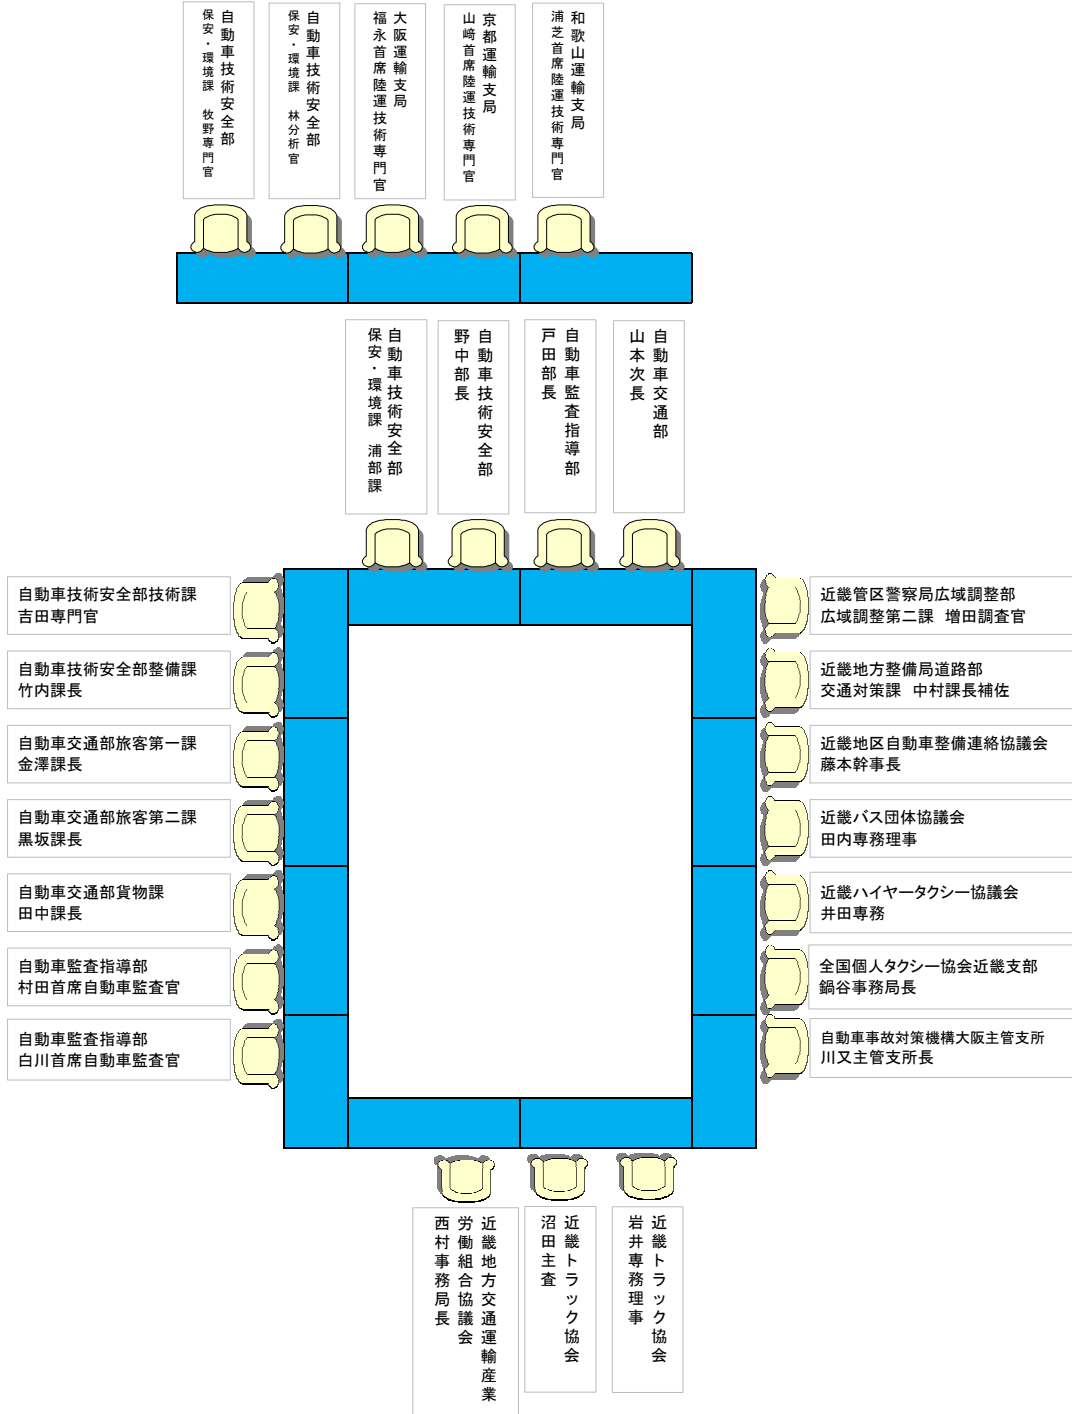 自動車技術安全部
保安・環境課　牧野専門官
自動車技術安全部
保安・環境課　林分析官
大阪運輸支局
福永首席陸運技術専門官
京都運輸支局
山﨑首席陸運技術専門官
和歌山運輸支局
浦芝首席陸運技術専門官
自動車技術安全部
保安・環境課　浦部課
自動車技術安全部
野中部長
自動車監査指導部
戸田部長
自動車交通部
山本次長
自動車技術安全部技術課
吉田専門官
自動車技術安全部整備課
竹内課長
自動車交通部旅客第一課
金澤課長
自動車交通部旅客第二課
黒坂課長
自動車交通部貨物課
田中課長
自動車監査指導部
村田首席自動車監査官
自動車監査指導部
白川首席自動車監査官
近畿管区警察局広域調整部
広域調整第二課　増田調査官
近畿地方整備局道路部
交通対策課　中村課長補佐
近畿地区自動車整備連絡協議会
藤本幹事長
近畿バス団体協議会
田内専務理事
近畿ハイヤータクシー協議会
井田専務
全国個人タクシー協会近畿支部
鍋谷事務局長
自動車事故対策機構大阪主管支所
川又主管支所長
近畿地方交通運輸産業
労働組合協議会
西村事務局長
近畿トラック協会
沼田主査
近畿トラック協会
岩井専務理事